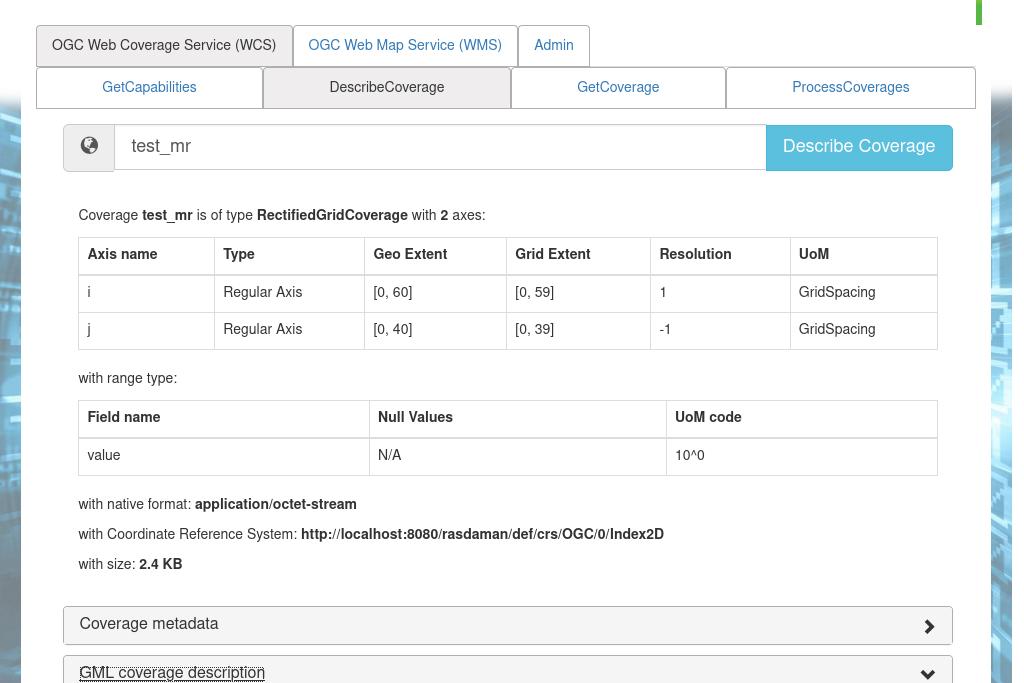 OGC Web Coverage Service (WCS) OGC Web Map Service (WMS) Admin
GetCapabilities DescribeCoverage GetCoverage ProcessCoverages
test_mr Describe Coverage
Coverage test_mr is of type RectifiedGridCoverage with 2 axes:
Axis name Type Geo Extent Grid Extent Resolution UoM
i Regular Axis [0, 60] [0, 59] 1 GridSpacing
j Regular Axis [0, 40] [0, 39] -1 GridSpacing
with range type:
Field name Null Values UoM code
value N/A 10^0
with native format: application/octet-stream
with Coordinate Reference System: http://localhost:8080/rasdaman/def/crs/OGC/0/Index2D
with size: 2.4 KB
Coverage metadata
GML coverage description